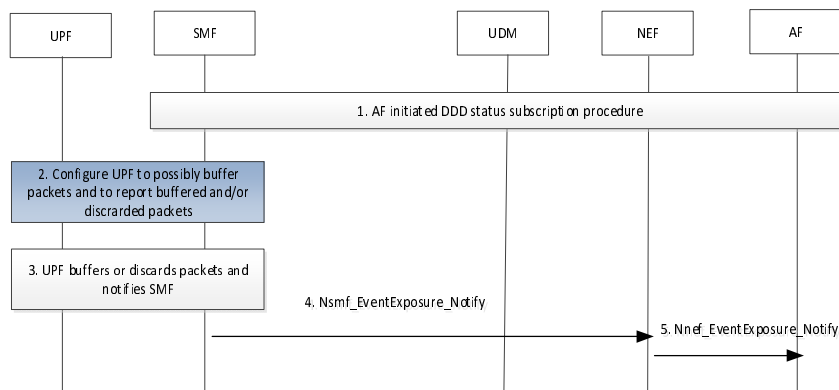 UPF
SMF
UDM
NEF
AF
1. AF initiated DDD status subscription procedure
2. Configure UPF to possibly buffer
packets and to report buffered and/or
discrarded packets
3. UPF buffers or discards packets and
notifies SMF
4. Nsmf_EventExposure_Notify
5. Nnef_EventExposure_Notify